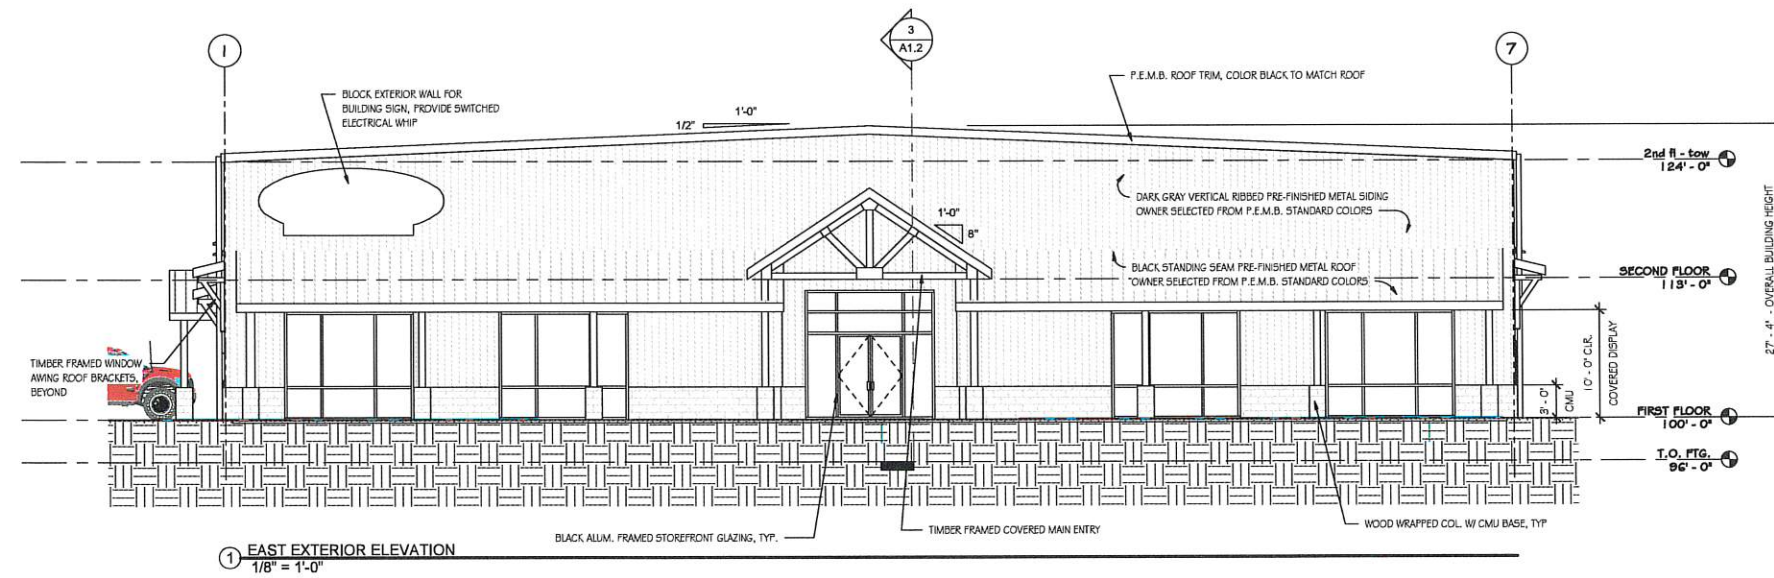 1
3
A1.2
7
P.E.M.B. ROOF TRIM, COLOR BLACK TO MATCH ROOF
BLOCK EXTERIOR WALL FOR
BUILDING SIGN, PROVIDE SWITCHED
ELECTRICAL WHIP
1'-0"
1/2"
2nd fl - tow
124' - 0"
DARK GRAY VERTICAL RIBBED PRE-FINISHED METAL SIDING
OWNER SELECTED FROM P.E.M.B. STANDARD COLORS
1'-0"
8"
BLACK STANDING SEAM PRE-FINISHED METAL ROOF
OWNER SELECTED FROM P.E.M.B. STANDARD COLORS
SECOND FLOOR
113' - 0"
27' - 4" - OVERALL BUILDING HEIGHT
TIMBER FRAMED WINDOW
AWING ROOF BRACKETS,
BEYOND
10' - 0" CLR.
COVERED DISPLAY
3' - 0"
CMU
FIRST FLOOR
100' - 0"
T.O. FTG.
96' - 0"
WOOD WRAPPED COL. W/ CMU BASE, TYP
TIMBER FRAMED COVERED MAIN ENTRY
BLACK ALUM. FRAMED STOREFRONT GLAZING, TYP.
1
EAST EXTERIOR ELEVATION
1/8" = 1'-0"